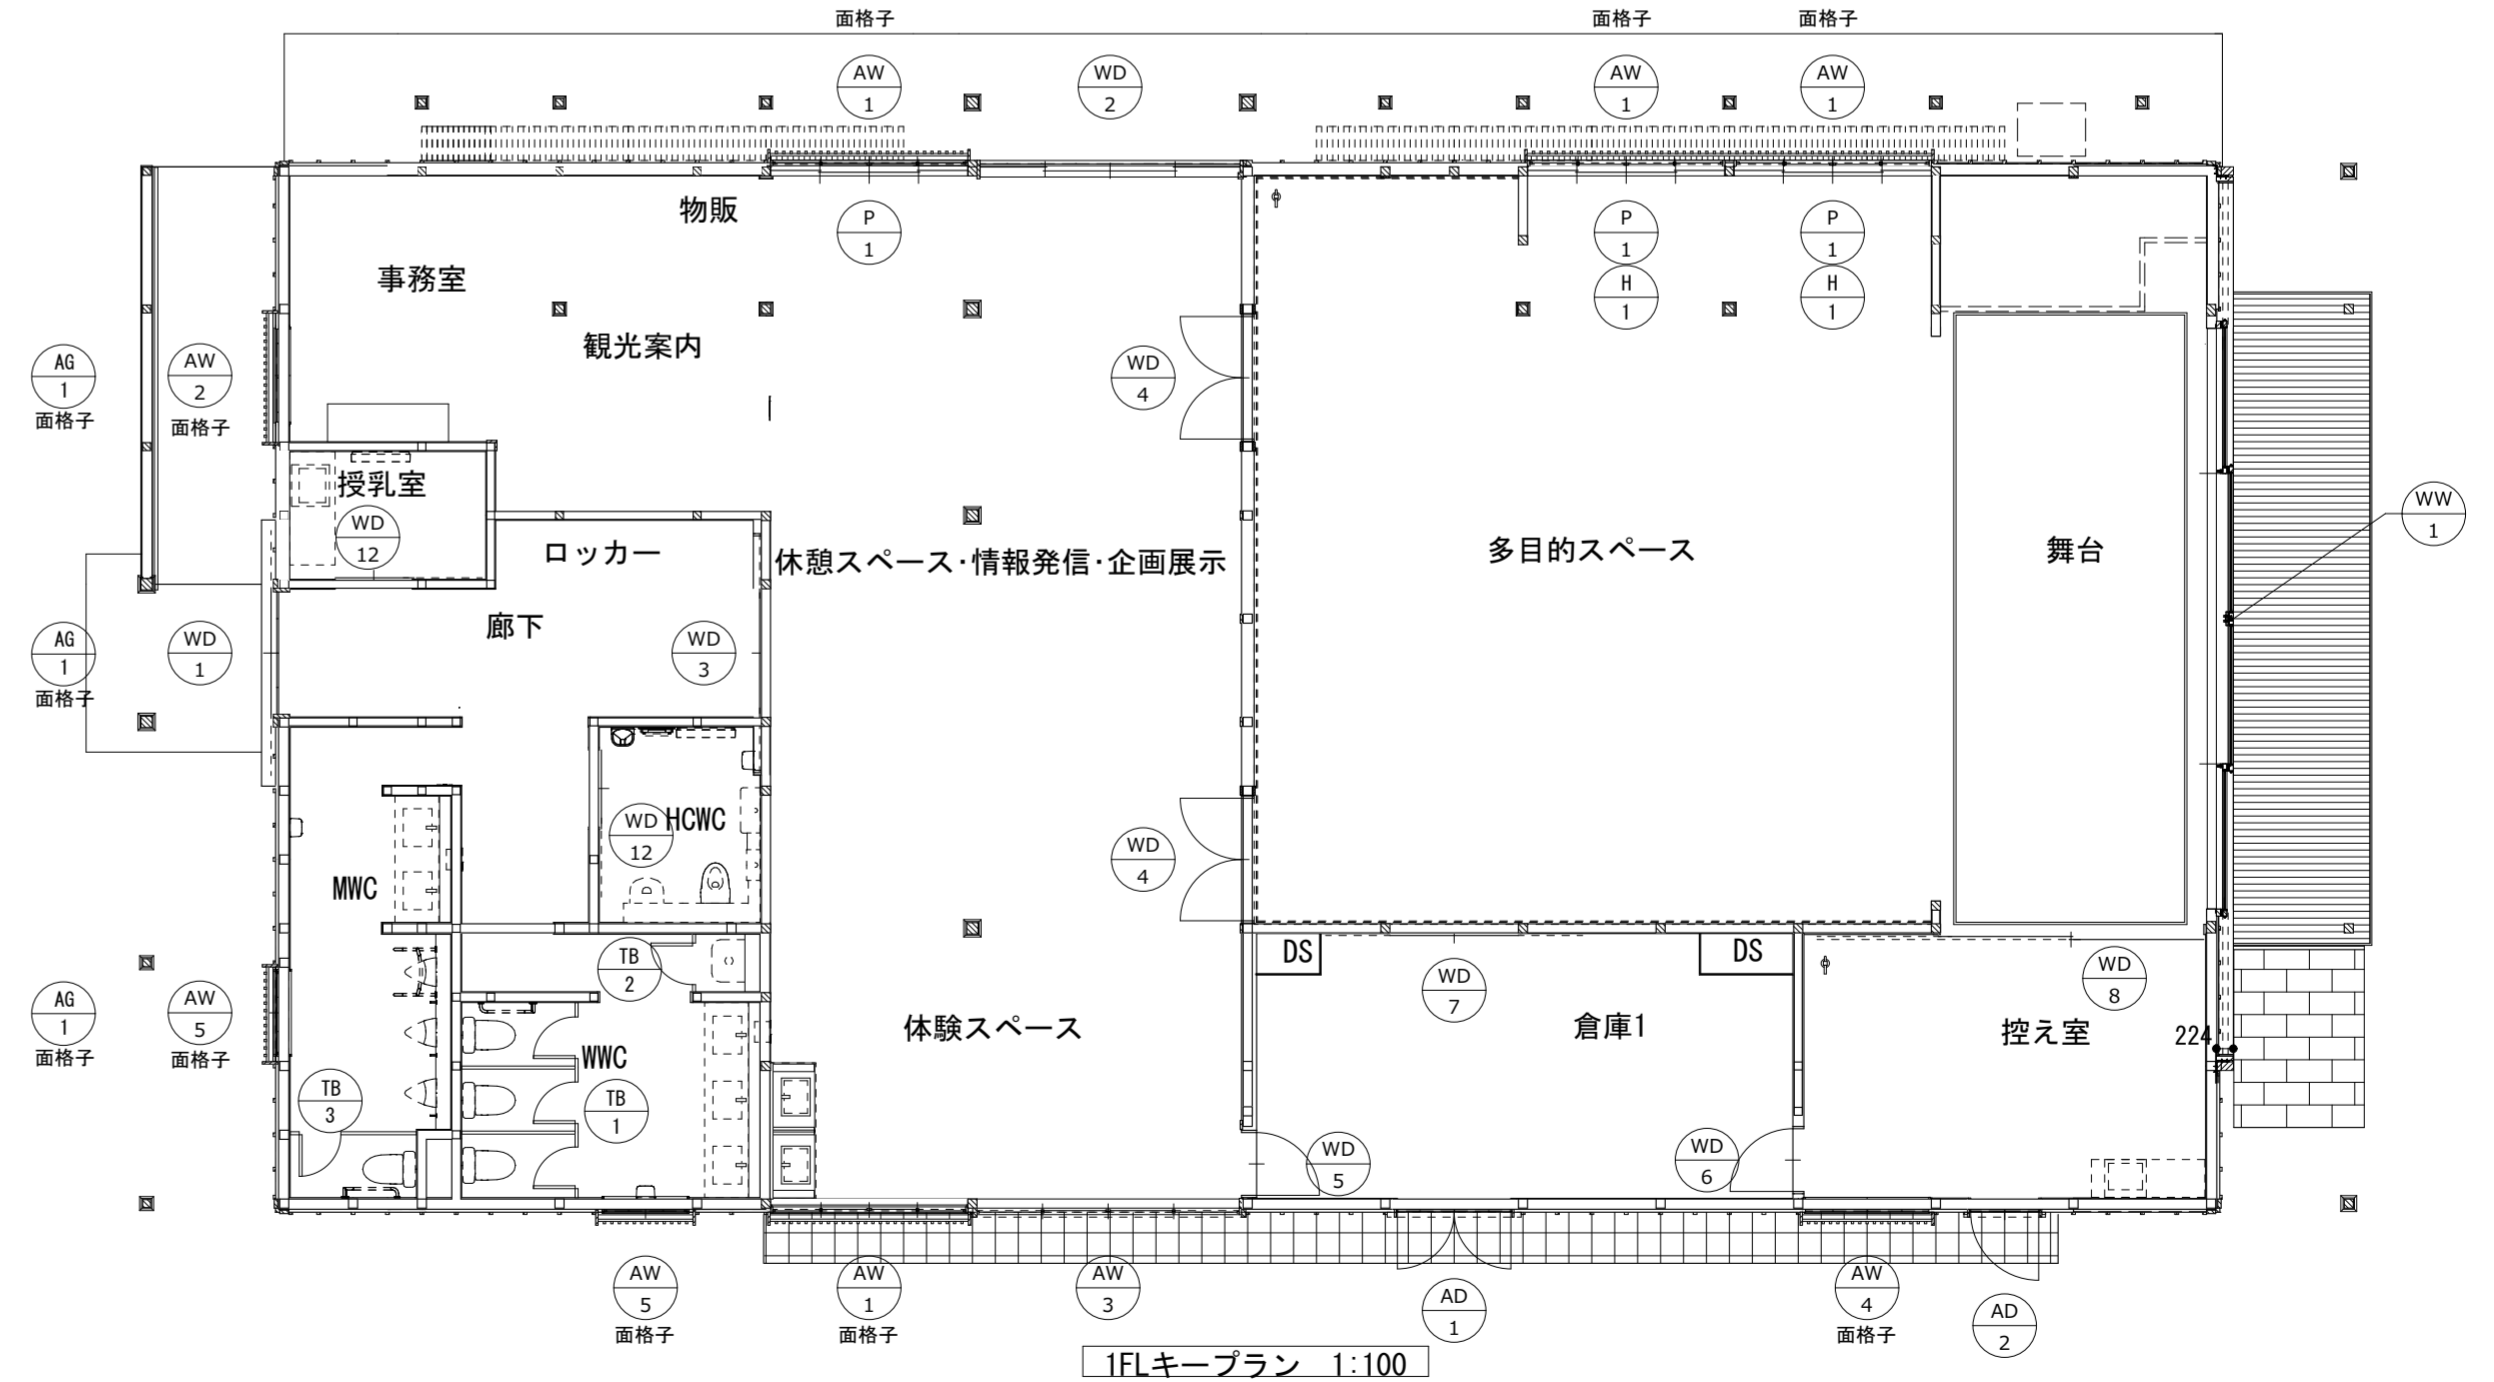 面格子
面格子
面格子
AW
1
WD
2
AW
1
AW
1
物販
P
1
P
1
P
1
事務室
H
1
H
1
観光案内
AG
1
面格子
AW
2
面格子
WD
4
授乳室
WD
12
ロッカー
休憩スペース･情報発信･企画展示
多目的スペース
舞台
WW
1
廊下
AG
1
面格子
WD
1
WD
3
WD
12
HCWC
WD
4
MWC
TB
2
DS
DS
WD
7
WD
8
AG
1
面格子
AW
5
面格子
体験スペース
倉庫1
控え室
224
WWC
TB
3
TB
1
WD
5
WD
6
AW
5
面格子
AW
1
面格子
AW
3
AD
1
AW
4
面格子
AD
2
1FLキープラン　1:100